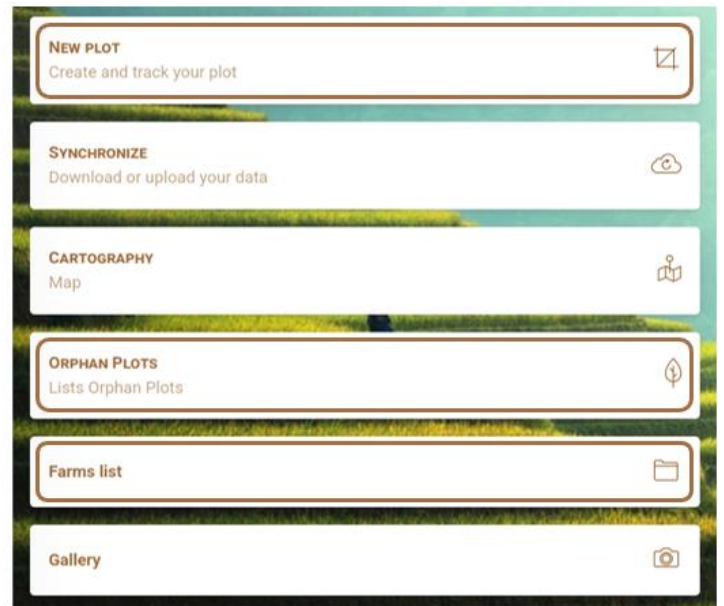 NEW PLOT
Create and track your plot
SYNCHRONIZE
Download or upload your data
CARTOGRAPHY
Map
ORPHAN PLOTS
Lists Orphan Plots
Farms list
Gallery